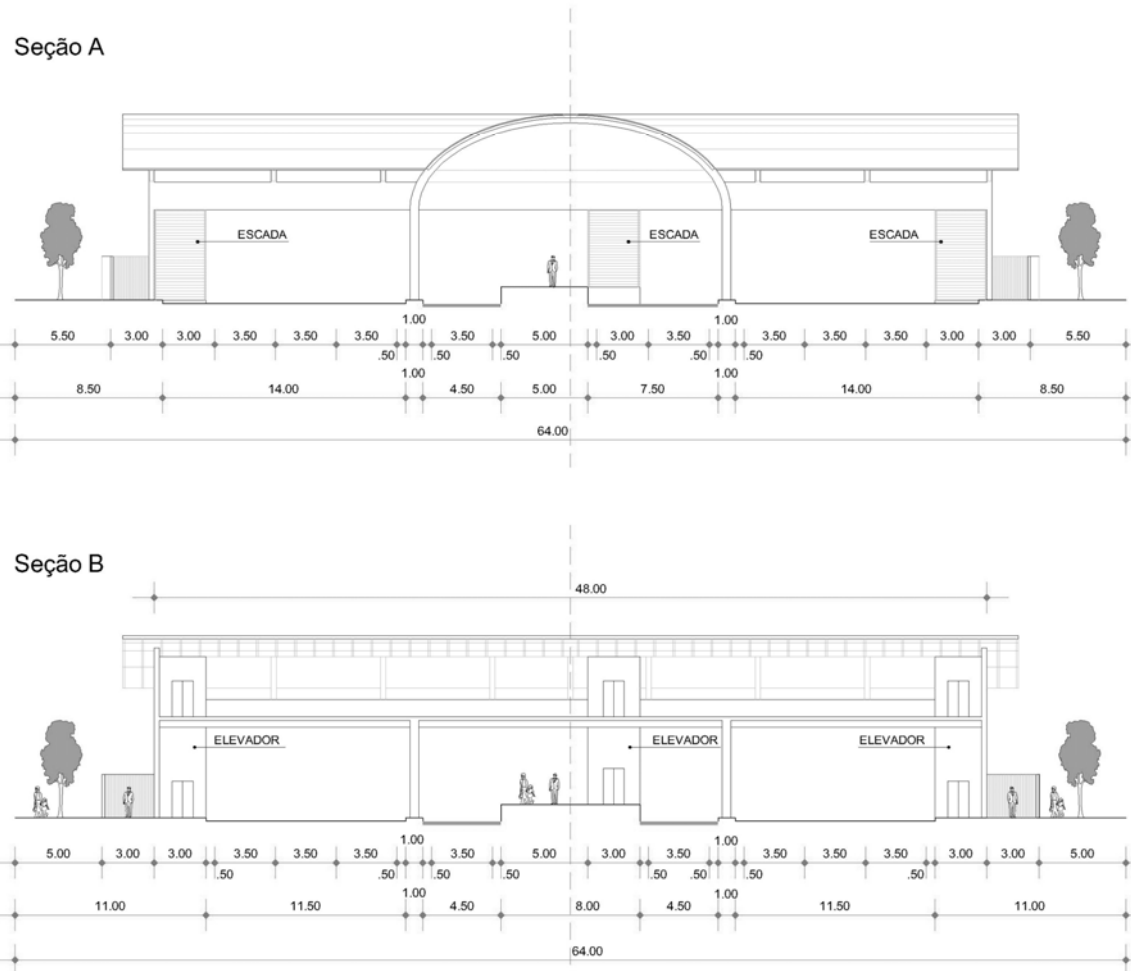 Seção A
ESCADA ESCADA ESCADA
1.00 1.00
5.50 3.00 3.00 3.50 3.50 3.50 3.50 5.00 3.00 3.50 3.50 3.50 3.50 3.00 3.00 5.50
.50 .50 .50 .50 .50 .50
1.00 1.00
8.50 14.00 4.50 5.00 7.50 14.00 8.50
64.00
Seção B
48.00
ELEVADOR ELEVADOR ELEVADOR
1.00 1.00
5.00 3.00 3.00 3.50 3.50 3.50 3.50 5.00 3.00 3.50 3.50 3.50 3.50 3.00 3.00 5.00
.50 .50 .50 .50 .50 .50 .50 .50
1.00 1.00
11.00 11.50 4.50 8.00 4.50 11.50 11.00
64.00